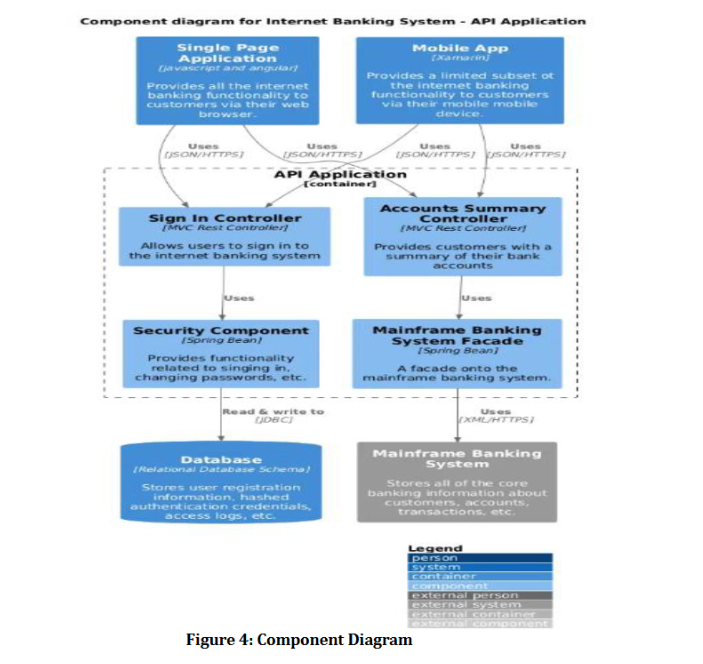 Component diagram for Internet Banking System - API Application
Single Page
Application
[javascript and angular]
Provides all the internet
banking functionality to
customers via their web
browser.
Mobile App
[Xamarin]
Provides a limited subset of
the internet banking
functionality to customers
via their mobile mobile
device.
Uses
[JSON/HTTPS]
Uses
[JSON/HTTPS]
Uses
[JSON/HTTPS]
Uses
[JSON/HTTPS]
API Application
[container]
Sign In Controller
[MVC Rest Controller]
Allows users to sign in to
the internet banking system
Accounts Summary
Controller
[MVC Rest Controller]
Provides customers with a
summary of their bank
accounts
Uses
Uses
Security Component
[Spring Bean]
Provides functionality
related to singing in,
changing passwords, etc.
Mainframe Banking
System Facade
[Spring Bean]
A facade onto the
mainframe banking system.
Read & write to
[JDBC]
Uses
[XML/HTTPS]
Database
[Relational Database Schema]
Stores user registration
information, hashed
authentication credentials,
access logs, etc.
Mainframe Banking
System
Stores all of the core
banking information about
customers, accounts,
transactions, etc.
Legend
person
system
container
component
external person
external system
external container
external component
Figure 4: Component Diagram